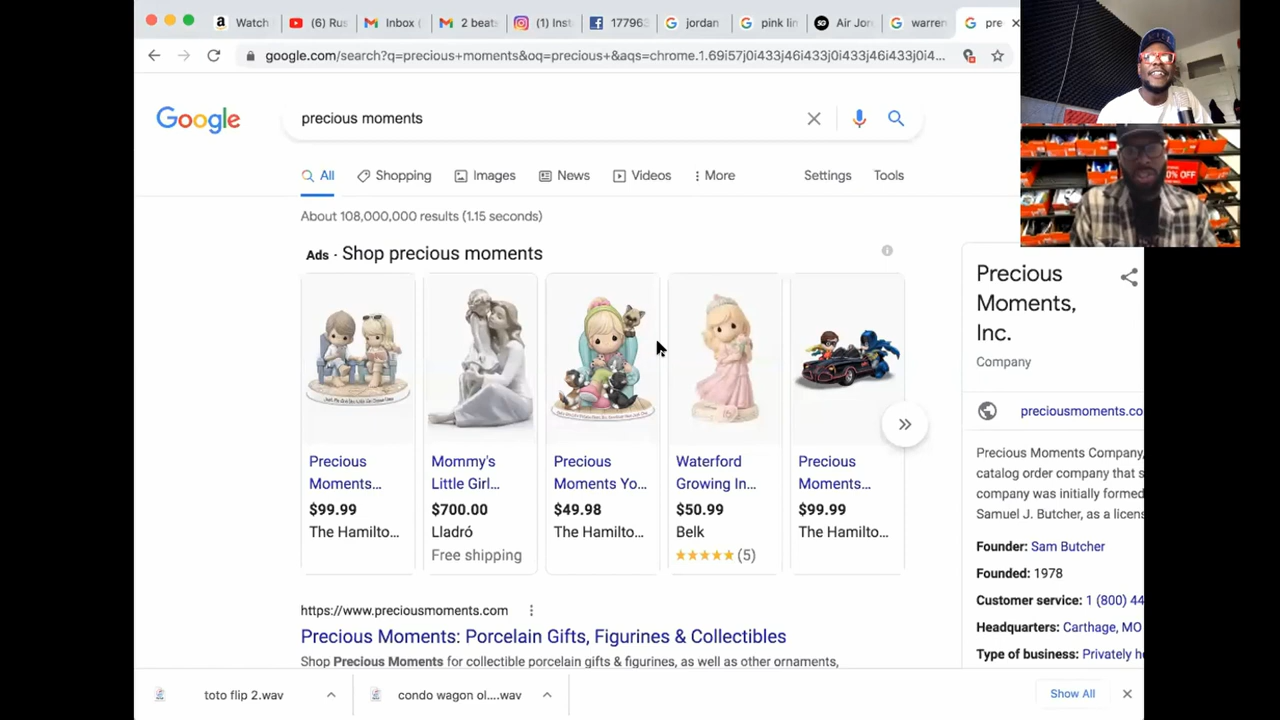 Watch
(6) Rus
Inbox (
2 beats
(1) Inst
177963
jordan
pink lin
Air Jor
warren
pre
google.com/search?q=precious+moments&oq=precious+&aqs=chrome.1.69i57j0i433j46i433j0i433j46i433j0i4...
Google
precious moments
All
Shopping
Images
News
Videos
More
Settings
Tools
About 108,000,000 results (1.15 seconds)
Ads · Shop precious moments
Precious
Moments...
$99.99
The Hamilto...
Mommy's
Little Girl...
$700.00
Lladró
Free shipping
Precious
Moments Yo...
$49.98
The Hamilto...
Waterford
Growing In...
$50.99
Belk
(5)
Precious
Moments...
$99.99
The Hamilto...
https://www.preciousmoments.com
Precious Moments: Porcelain Gifts, Figurines & Collectibles
Shop Precious Moments for collectible porcelain gifts & figurines, as well as other ornaments,
Precious
Moments,
Inc.
Company
preciousmoments.co
Precious Moments Company,
catalog order company that s
company was initially formed
Samuel J. Butcher, as a licens
Founder: Sam Butcher
Founded: 1978
Customer service: 1 (800) 44
Headquarters: Carthage, MO
Type of business: Privately h
toto flip 2.wav
condo wagon ol....wav
Show All
0% OFF